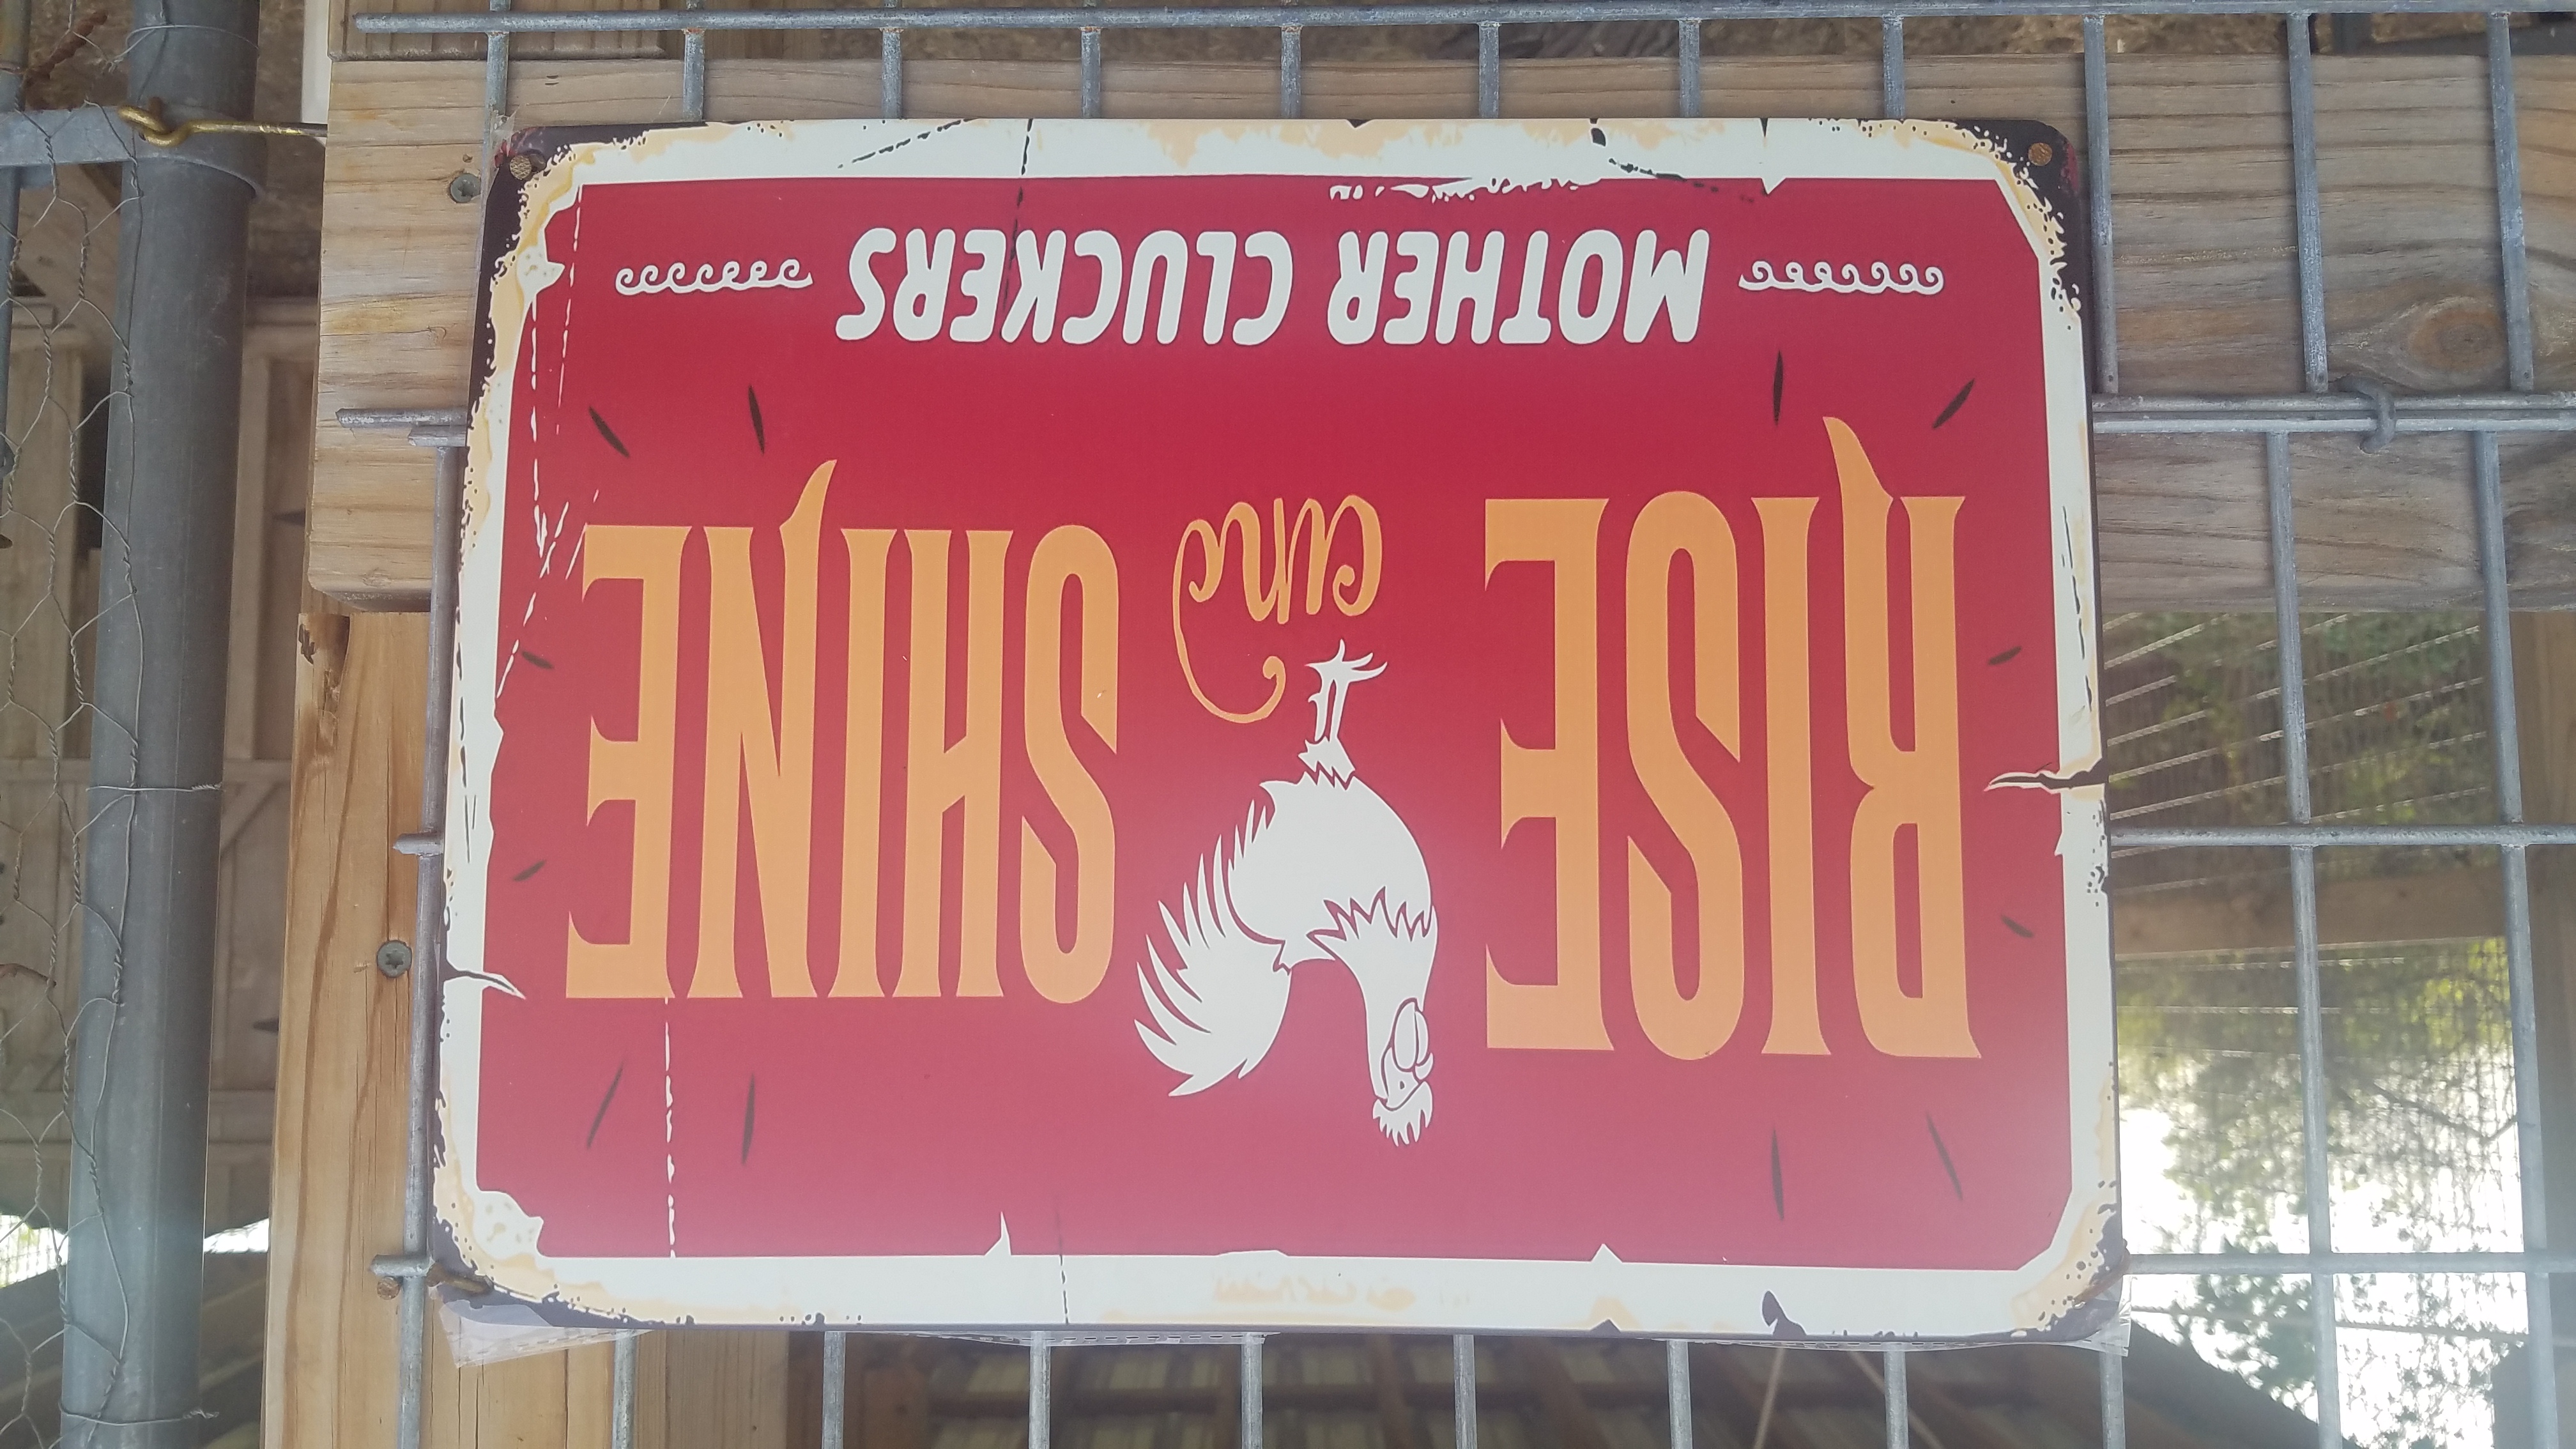 RISE and SHINE
MOTHER CLUCKERS